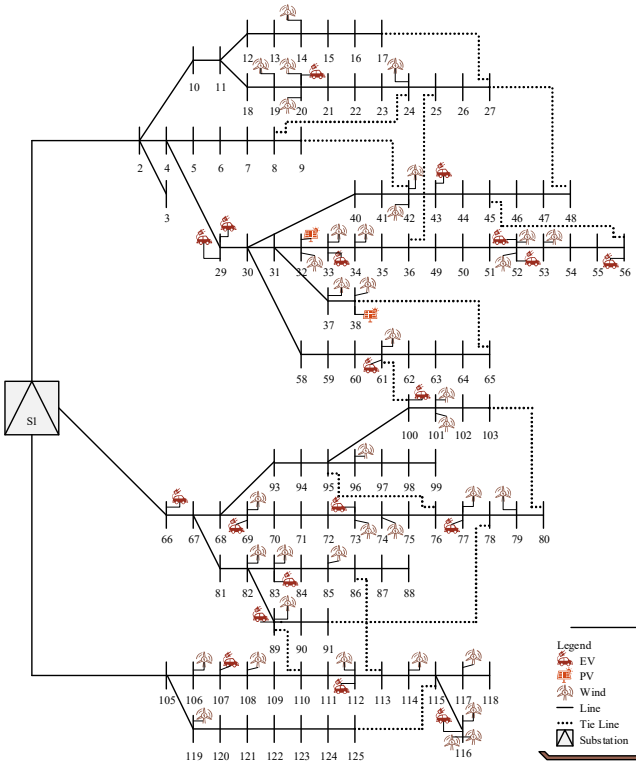 12 13 14 15 16 17
10 11
18 19 20 21 22 23 24 25 26 27
2 4 5 6 7 8 9
3
40 41 42 43 44 45 46 47 48
29 30 31 32 33 34 35 36 49 50 51 52 53 54 55 56
37 38
58 59 60 61 62 63 64 65
S1
100 101 102 103
93 94 95 96 97 98 99
66 67 68 69 70 71 72 73 74 75 76 77 78 79 80
81 82 83 84 85 86 87 88
89 90 91
105 106 107 108 109 110 111 112 113 114 115 117 118
116
119 120 121 122 123 124 125
Legend
EV
PV
Wind
Line
Tie Line
Substation